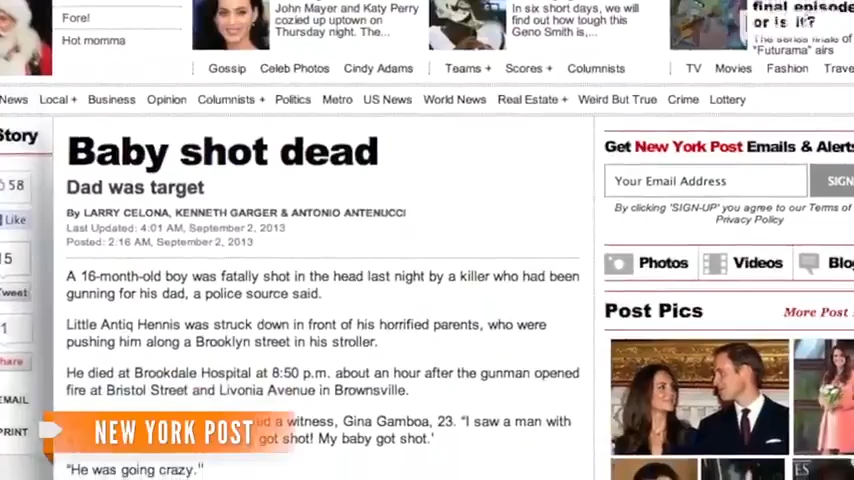 Fore!
Hot momma
John Mayer and Katy Perry
cozied up uptown on
Thursday night. The...
In six short days, we will
find out how tough this
Geno Smith is,...
final episode
or is it?
"Futurama" airs
Gossip Celeb Photos Cindy Adams
Teams + Scores + Columnists
TV Movies Fashion Trave
News Local + Business Opinion Columnists + Politics Metro US News World News Real Estate + Weird But True Crime Lottery
Story
58
Like
15
Tweet
1
hare
EMAIL
PRINT
Baby shot dead
Dad was target
By LARRY CELONA, KENNETH GARGER & ANTONIO ANTENUCCI
Last Updated: 4:01 AM, September 2, 2013
Posted: 2:16 AM, September 2, 2013
A 16-month-old boy was fatally shot in the head last night by a killer who had been
gunning for his dad, a police source said.
Little Antiq Hennis was struck down in front of his horrified parents, who were
pushing him along a Brooklyn street in his stroller.
He died at Brookdale Hospital at 8:50 p.m. about an hour after the gunman opened
fire at Bristol Street and Livonia Avenue in Brownsville.
a witness, Gina Gamboa, 23. "I saw a man with
got shot! My baby got shot.'
"He was going crazy."
NEW YORK POST
Get New York Post Emails & Alerts
Your Email Address
SIGN
By clicking 'SIGN-UP' you agree to our Terms of
Privacy Policy
Photos Videos Blog
Post Pics
More Post